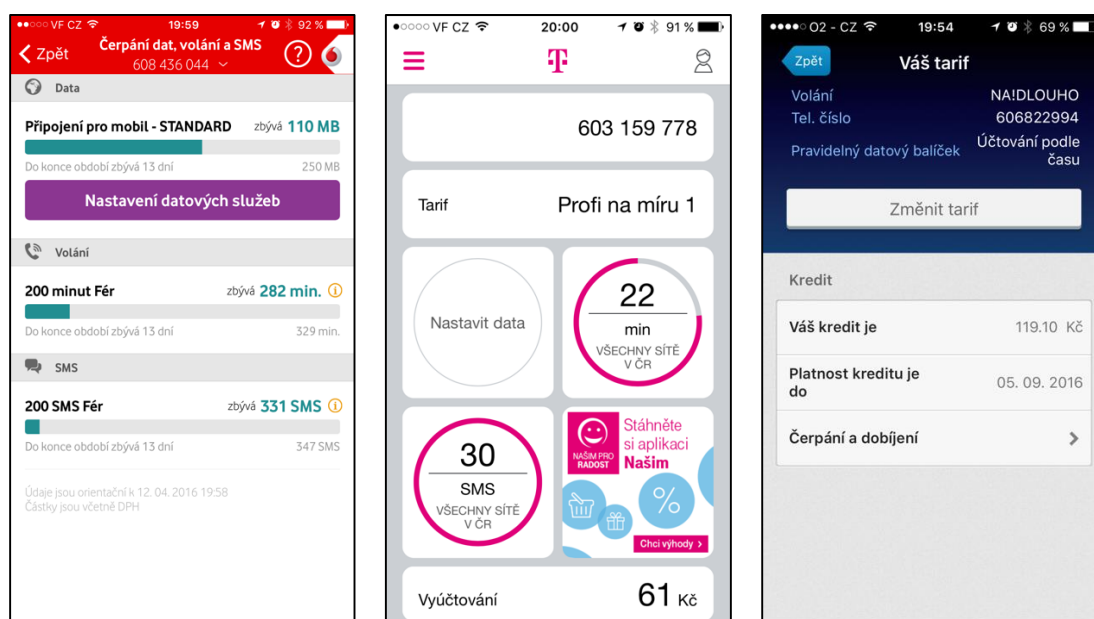 VF CZ 19:59 92 %
Zpět
Čerpání dat, volání a SMS
608 436 044
?
Data
Připojení pro mobil - STANDARD zbývá 110 MB
Do konce období zbývá 13 dní 250 MB
Nastavení datových služeb
Volání
200 minut Fér zbývá 282 min. i
Do konce období zbývá 13 dní 329 min.
SMS
200 SMS Fér zbývá 331 SMS i
Do konce období zbývá 13 dní 347 SMS
Údaje jsou orientační k 12. 04. 2016 19:58
Částky jsou včetně DPH
VF CZ 20:00 91 %
T
603 159 778
Tarif Profi na míru 1
Nastavit data
22
min
VŠECHNY SÍTĚ
V ČR
30
SMS
VŠECHNY SÍTĚ
V ČR
NAŠIM PRO
RADOST
Stáhněte
si aplikaci
Našim
%
Chci výhody >
Vyúčtování 61 Kč
O2 - CZ 19:54 69 %
Zpět Váš tarif
Volání NA!DLOUHO
Tel. číslo 606822994
Pravidelný datový balíček Účtování podle
času
Změnit tarif
Kredit
Váš kredit je 119.10 Kč
Platnost kreditu je
do 05. 09. 2016
Čerpání a dobíjení